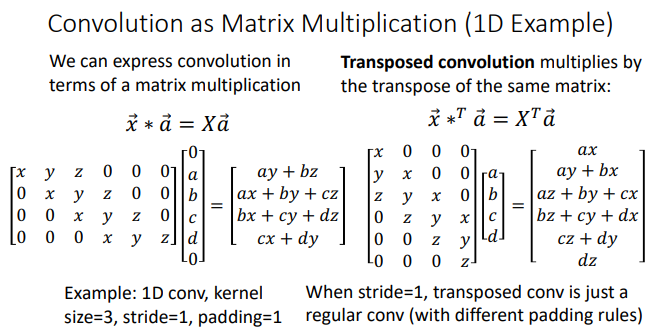 Convolution as Matrix Multiplication (1D Example)
We can express convolution in
terms of a matrix multiplication
x⃗ ∗ a⃗ = Xa⃗
[x y z 0 0 0] [0] [ay + bz]
[0 x y z 0 0] [a] [ax + by + cz]
[0 0 x y z 0] [b] = [bx + cy + dz]
[0 0 0 x y z] [c] [cx + dy]
[d]
[0]
Example: 1D conv, kernel
size=3, stride=1, padding=1
Transposed convolution multiplies by
the transpose of the same matrix:
x⃗ ∗ᵀ a⃗ = Xᵀa⃗
[x 0 0 0] [ax]
[y x 0 0] [a] [ay + bx]
[z y x 0] [b] = [az + by + cx]
[0 z y x] [c] [bz + cy + dx]
[0 0 z y] [d] [cz + dy]
[0 0 0 z] [dz]
When stride=1, transposed conv is just a
regular conv (with different padding rules)